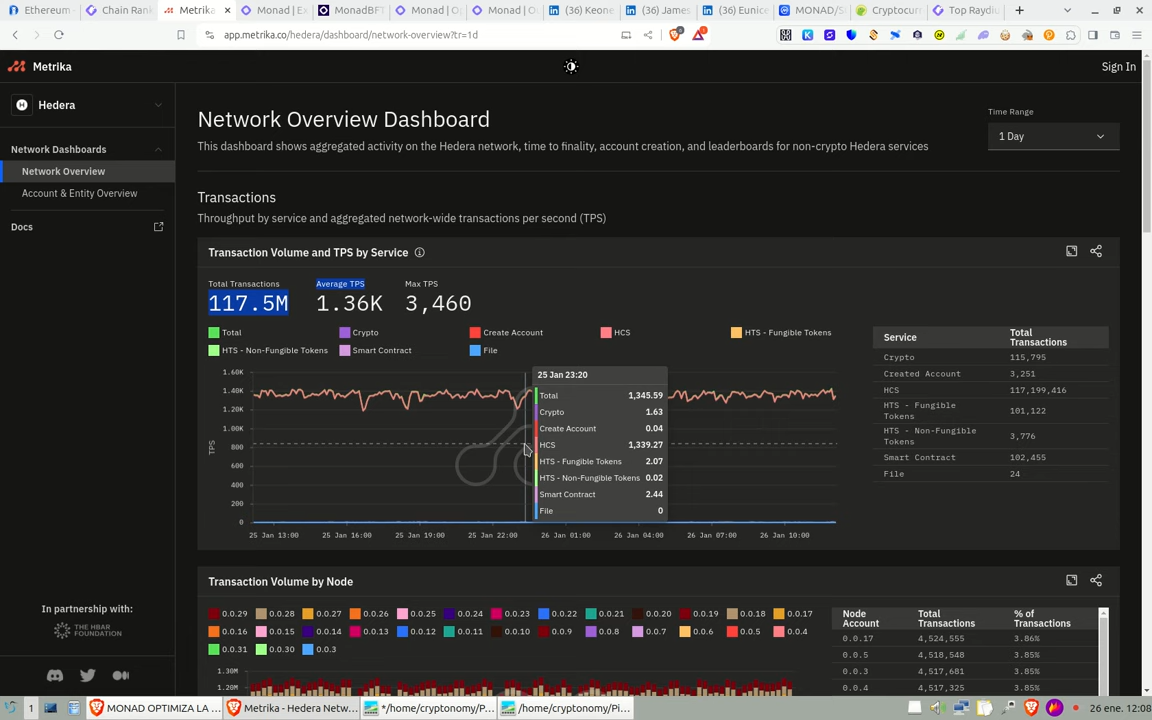 Ethereum
Chain Rank
Metrika
Monad | Ex
MonadBFT
Monad | O
Monad | O
(36) Keone
(36) James
(36) Eunice
MONAD/S
Cryptocurr
Top Raydiu
app.metrika.co/hedera/dashboard/network-overview?tr=1d
Metrika
Sign In
Hedera
Network Dashboards
Network Overview
Account & Entity Overview
Docs
Network Overview Dashboard
This dashboard shows aggregated activity on the Hedera network, time to finality, account creation, and leaderboards for non-crypto Hedera services
Time Range
1 Day
Transactions
Throughput by service and aggregated network-wide transactions per second (TPS)
Transaction Volume and TPS by Service
Total Transactions
117.5M
Average TPS
1.36K
Max TPS
3,460
Total
Crypto
Create Account
HCS
HTS - Fungible Tokens
HTS - Non-Fungible Tokens
Smart Contract
File
TPS
1.60K
1.40K
1.20K
800
600
400
200
0
25 Jan 13:00
25 Jan 16:00
25 Jan 19:00
25 Jan 22:00
26 Jan 01:00
26 Jan 04:00
26 Jan 07:00
26 Jan 10:00
25 Jan 23:20
Total 1,345.59
Crypto 1.63
Create Account 0.04
HCS 1,339.27
HTS - Fungible Tokens 2.07
HTS - Non-Fungible Tokens 0.02
Smart Contract 2.44
File 0
Service Total Transactions
Crypto 115,795
Created Account 3,251
HCS 117,199,416
HTS - Fungible Tokens 101,122
HTS - Non-Fungible Tokens 3,776
Smart Contract 102,455
File 24
Transaction Volume by Node
0.0.29 0.0.28 0.0.27 0.0.26 0.0.25 0.0.24 0.0.23 0.0.22 0.0.21 0.0.20 0.0.19 0.0.18 0.0.17
0.0.16 0.0.15 0.0.14 0.0.13 0.0.12 0.0.11 0.0.10 0.0.9 0.0.8 0.0.7 0.0.6 0.0.5 0.0.4
0.0.31 0.0.30 0.0.3
1.30M
1.20M
Node Account Total Transactions % of Transactions
0.0.17 4,524,555 3.86%
0.0.5 4,518,548 3.85%
0.0.3 4,517,681 3.85%
0.0.4 4,517,325 3.85%
In partnership with:
THE HBAR
FOUNDATION
1
MONAD OPTIMIZA LA ...
Metrika - Hedera Netw...
*/home/cryptonomy/P...
/home/cryptonomy/Pi...
26 ene. 12:08